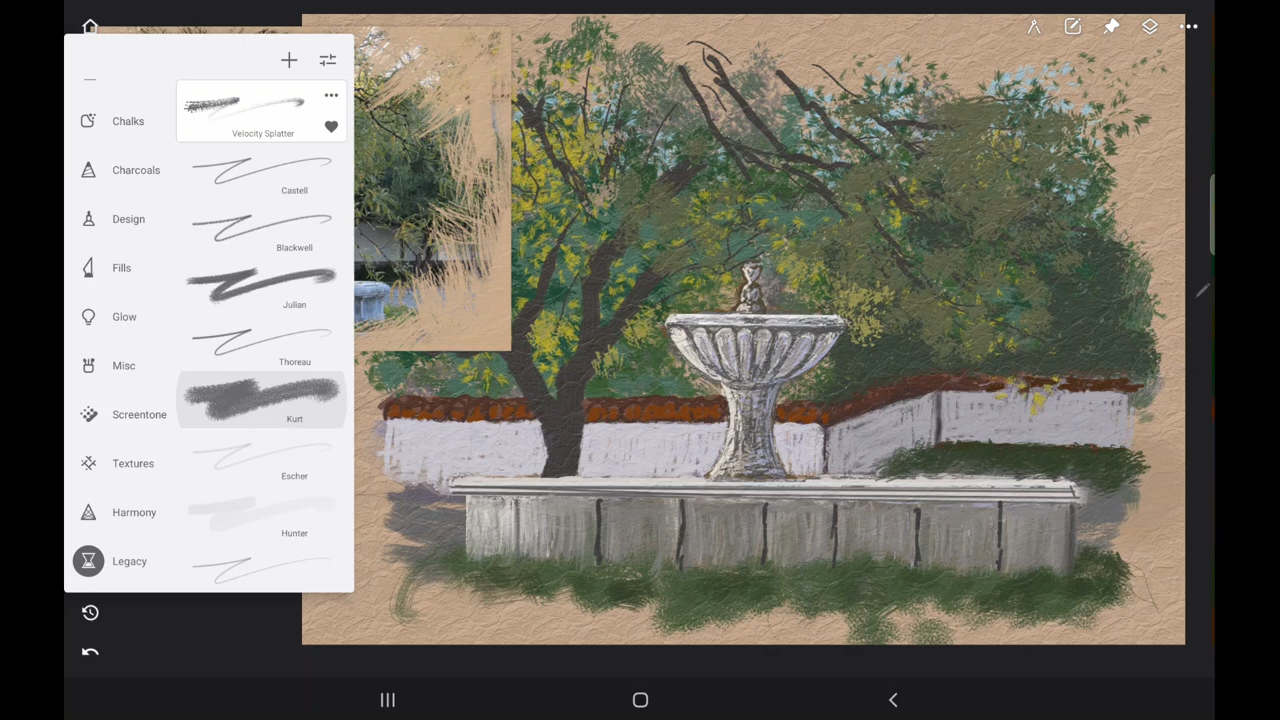 Velocity Splatter
Chalks
Charcoals
Castell
Design
Blackwell
Fills
Julian
Glow
Thoreau
Misc
Kurt
Screentone
Textures
Escher
Harmony
Hunter
Legacy